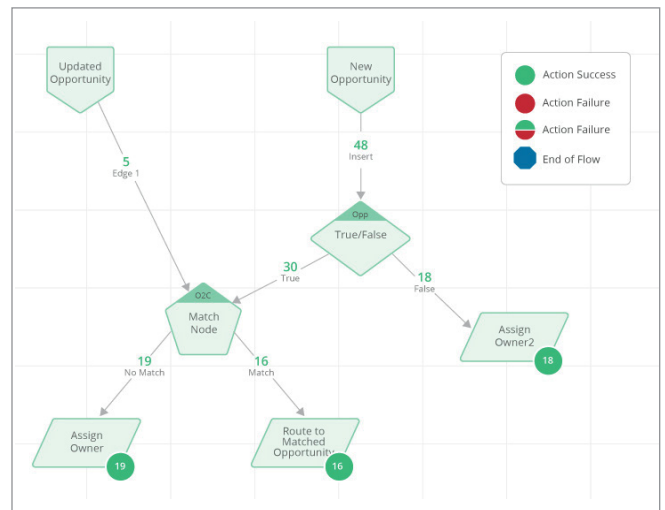 Updated
Opportunity
New
Opportunity
Action Success
Action Failure
Action Failure
End of Flow
5
Edge 1
48
Insert
Opp
True/False
30
True
18
False
O2C
Match
Node
Assign
Owner2
18
19
No Match
16
Match
Assign
Owner
19
Route to
Matched
Opportunity
16